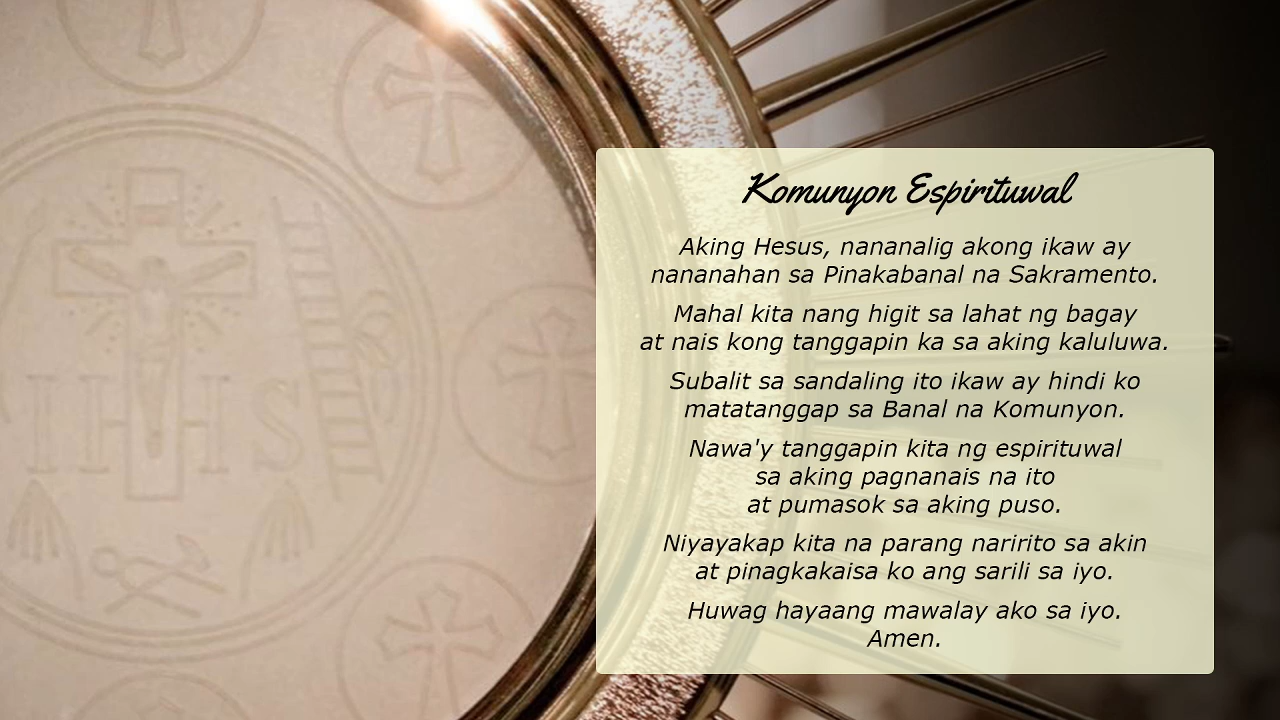 IHS
Komunyon Espirituwal
Aking Hesus, nananalig akong ikaw ay
nananahan sa Pinakabanal na Sakramento.
Mahal kita nang higit sa lahat ng bagay
at nais kong tanggapin ka sa aking kaluluwa.
Subalit sa sandaling ito ikaw ay hindi ko
matatanggap sa Banal na Komunyon.
Nawa'y tanggapin kita ng espirituwal
sa aking pagnanais na ito
at pumasok sa aking puso.
Niyayakap kita na parang naririto sa akin
at pinagkakaisa ko ang sarili sa iyo.
Huwag hayaang mawalay ako sa iyo.
Amen.